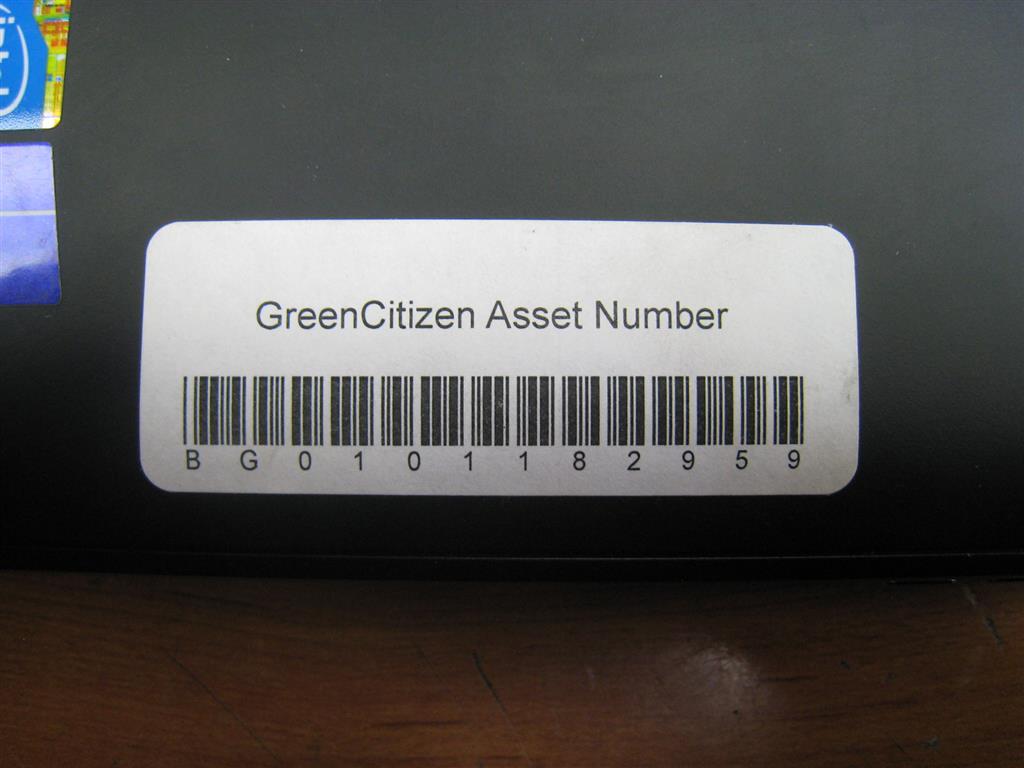 GreenCitizen Asset Number
B G 0 1 0 1 1 8 2 9 5 9